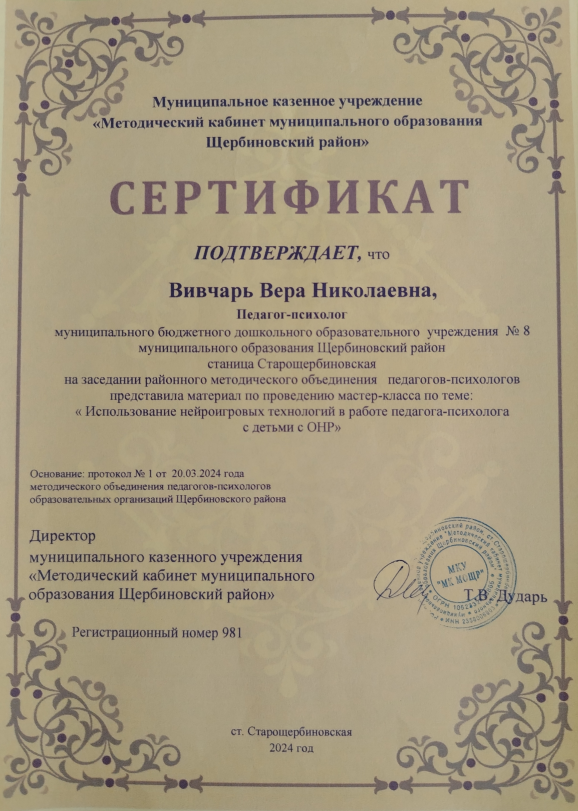 Муниципальное казенное учреждение
«Методический кабинет муниципального образования
Щербиновский район»
СЕРТИФИКАТ
ПОДТВЕРЖДАЕТ, что
Вивчарь Вера Николаевна,
Педагог-психолог
муниципального бюджетного дошкольного образовательного учреждения № 8
муниципального образования Щербиновский район
станица Старощербиновская
на заседании районного методического объединения педагогов-психологов
представила материал по проведению мастер-класса по теме:
« Использование нейроигровых технологий в работе педагога-психолога
с детьми с ОНР»
Основание: протокол № 1 от 20.03.2024 года
методического объединения педагогов-психологов
образовательных организаций Щербиновского района
Директор
муниципального казенного учреждения
«Методический кабинет муниципального
образования Щербиновский район»
Т.В. Дударь
МКУ
"МК МОЩР"
Регистрационный номер 981
ст. Старощербиновская
2024 год